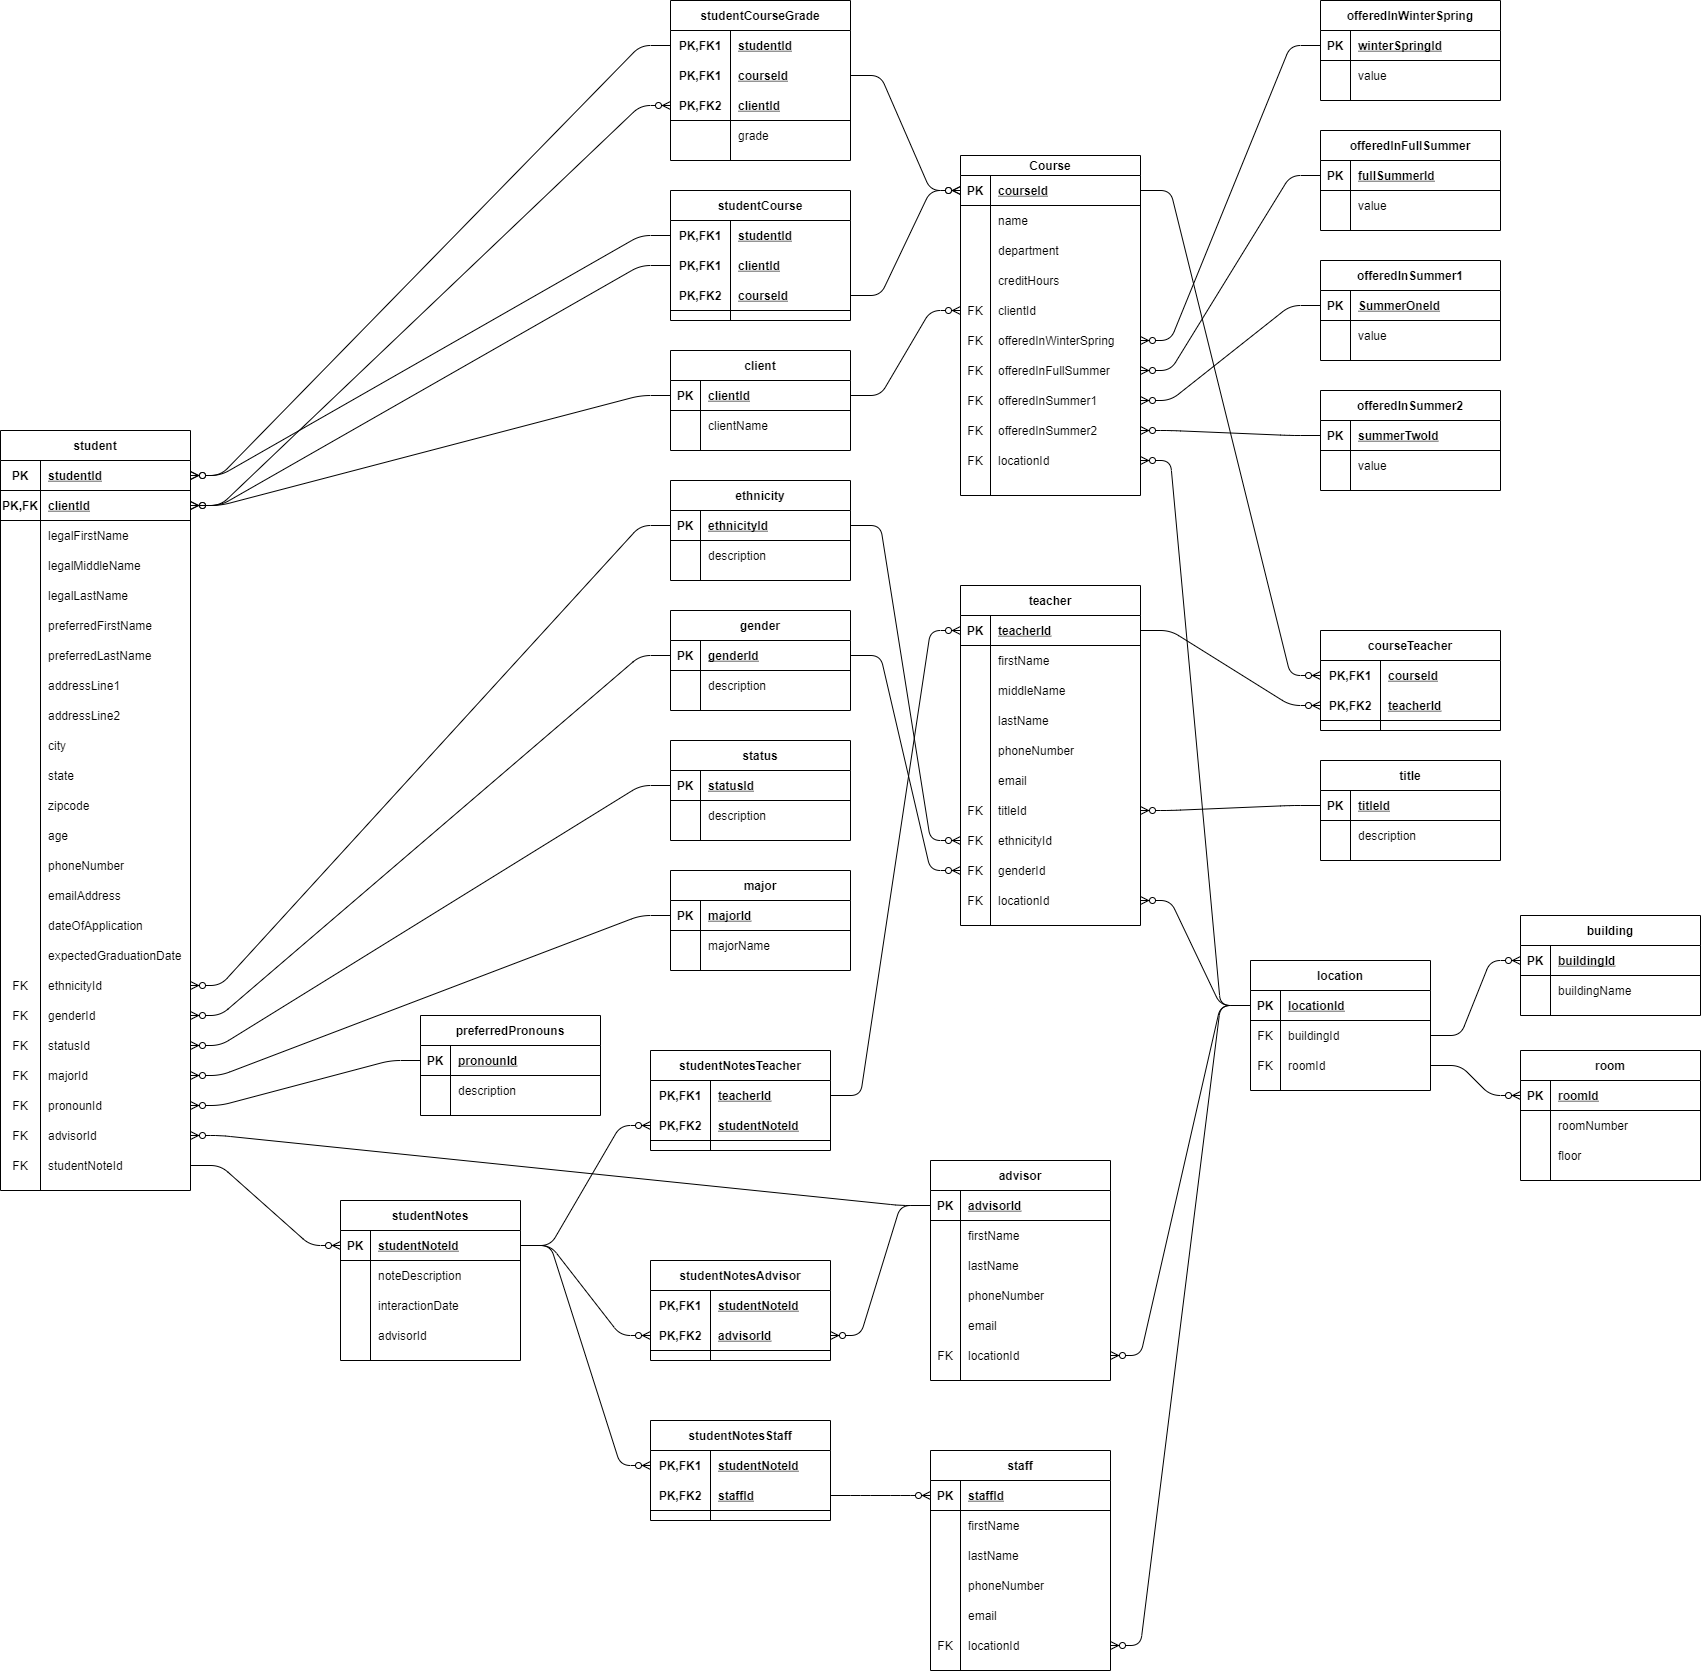 studentCourseGrade
PK,FK1 studentId
PK,FK1 courseId
PK,FK2 clientId
grade
studentCourse
PK,FK1 studentId
PK,FK1 clientId
PK,FK2 courseId
client
PK clientId
clientName
student
PK studentId
PK,FK clientId
legalFirstName
legalMiddleName
legalLastName
preferredFirstName
preferredLastName
addressLine1
addressLine2
city
state
zipcode
age
phoneNumber
emailAddress
dateOfApplication
expectedGraduationDate
FK ethnicityId
FK genderId
FK statusId
FK majorId
FK pronounId
FK advisorId
FK studentNoteId
ethnicity
PK ethnicityId
description
gender
PK genderId
description
status
PK statusId
description
major
PK majorId
majorName
preferredPronouns
PK pronounId
description
studentNotes
PK studentNoteId
noteDescription
interactionDate
advisorId
studentNotesTeacher
PK,FK1 teacherId
PK,FK2 studentNoteId
studentNotesAdvisor
PK,FK1 studentNoteId
PK,FK2 advisorId
studentNotesStaff
PK,FK1 studentNoteId
PK,FK2 staffId
Course
PK courseId
name
department
creditHours
FK clientId
FK offeredInWinterSpring
FK offeredInFullSummer
FK offeredInSummer1
FK offeredInSummer2
FK locationId
teacher
PK teacherId
firstName
middleName
lastName
phoneNumber
email
FK titleId
FK ethnicityId
FK genderId
FK locationId
advisor
PK advisorId
firstName
lastName
phoneNumber
email
FK locationId
staff
PK staffId
firstName
lastName
phoneNumber
email
FK locationId
offeredInWinterSpring
PK winterSpringId
value
offeredInFullSummer
PK fullSummerId
value
offeredInSummer1
PK SummerOneId
value
offeredInSummer2
PK summerTwoId
value
courseTeacher
PK,FK1 courseId
PK,FK2 teacherId
title
PK titleId
description
location
PK locationId
FK buildingId
FK roomId
building
PK buildingId
buildingName
room
PK roomId
roomNumber
floor